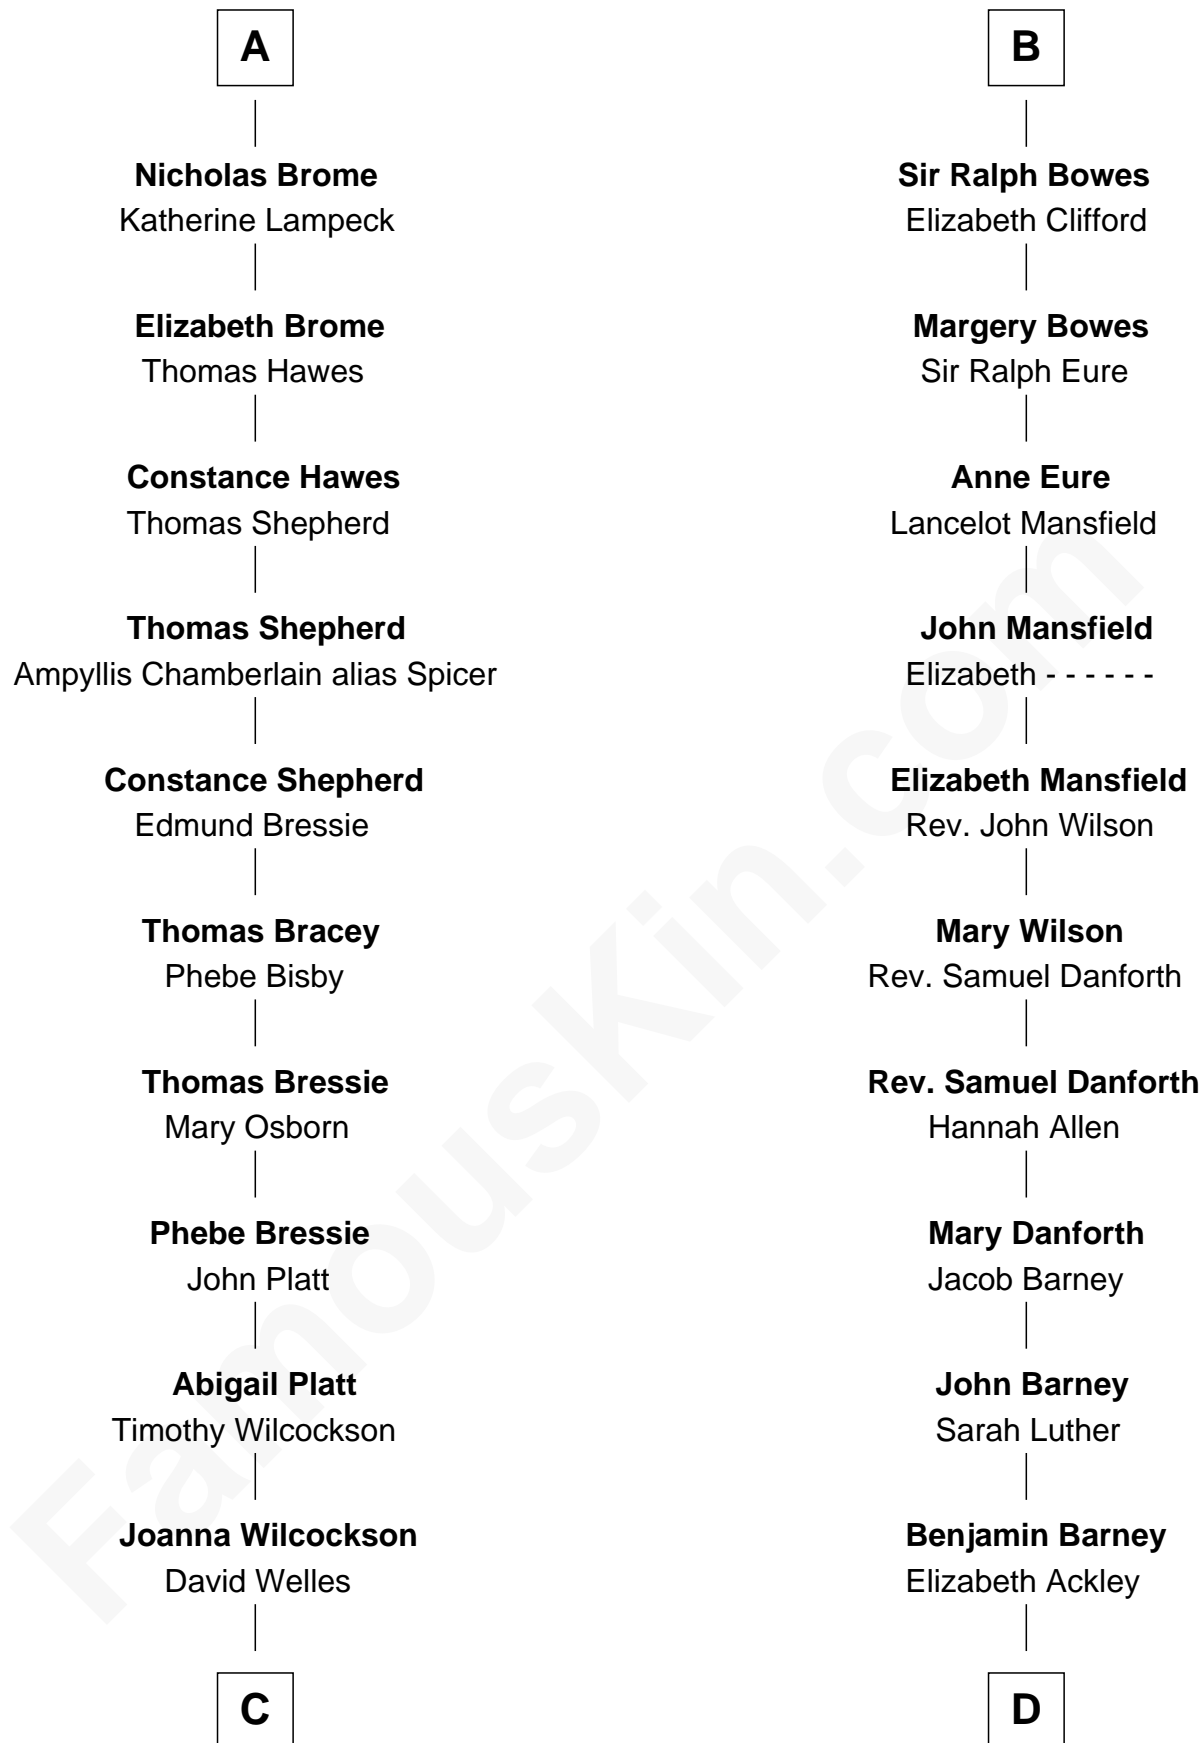 A
Nicholas Brome
Katherine Lampeck
Elizabeth Brome
Thomas Hawes
Constance Hawes
Thomas Shepherd
Thomas Shepherd
Ampyllis Chamberlain alias Spicer
Constance Shepherd
Edmund Bressie
Thomas Bracey
Phebe Bisby
Thomas Bressie
Mary Osborn
Phebe Bressie
John Platt
Abigail Platt
Timothy Wilcockson
Joanna Wilcockson
David Welles
C
B
Sir Ralph Bowes
Elizabeth Clifford
Margery Bowes
Sir Ralph Eure
Anne Eure
Lancelot Mansfield
John Mansfield
Elizabeth - - - - - -
Elizabeth Mansfield
Rev. John Wilson
Mary Wilson
Rev. Samuel Danforth
Rev. Samuel Danforth
Hannah Allen
Mary Danforth
Jacob Barney
John Barney
Sarah Luther
Benjamin Barney
Elizabeth Ackley
D
FamousKin.com